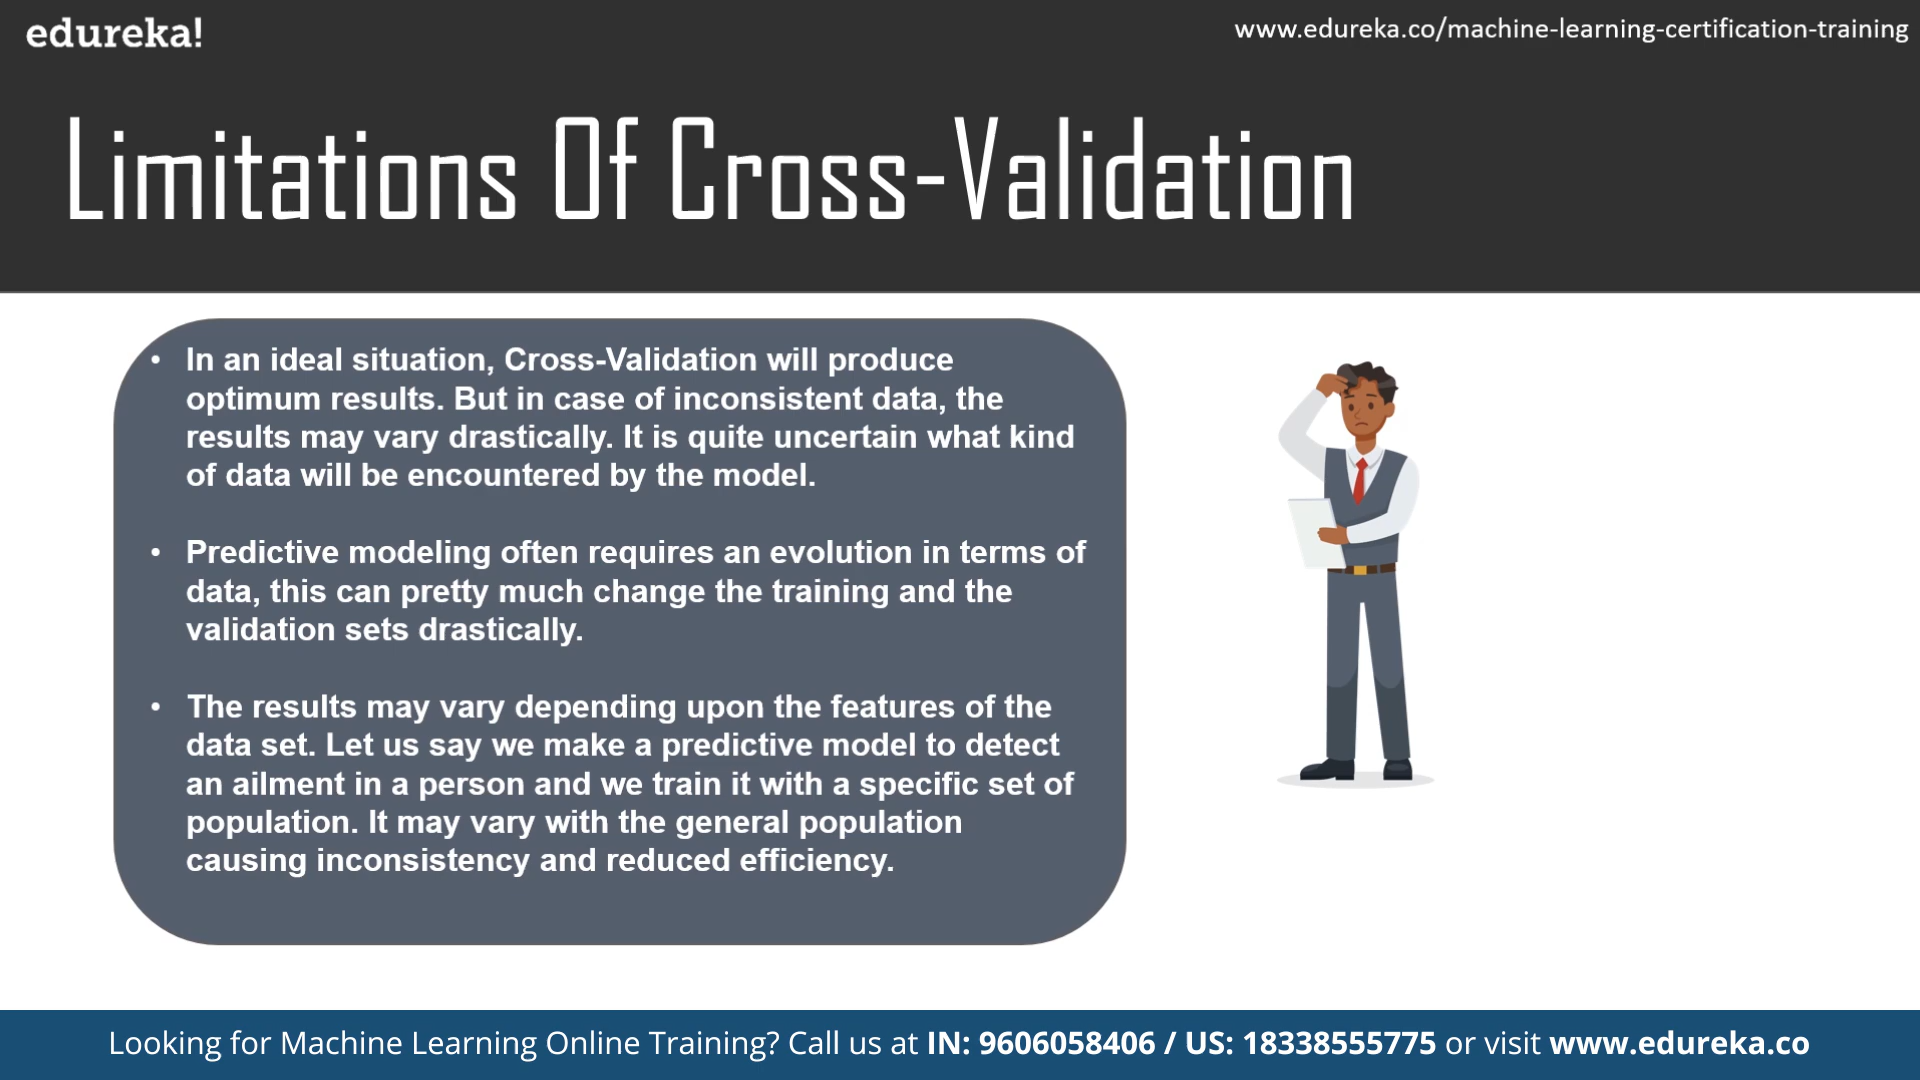 edureka!
www.edureka.co/machine-learning-certification-training
Limitations Of Cross-Validation
• In an ideal situation, Cross-Validation will produce
optimum results. But in case of inconsistent data, the
results may vary drastically. It is quite uncertain what kind
of data will be encountered by the model.
• Predictive modeling often requires an evolution in terms of
data, this can pretty much change the training and the
validation sets drastically.
• The results may vary depending upon the features of the
data set. Let us say we make a predictive model to detect
an ailment in a person and we train it with a specific set of
population. It may vary with the general population
causing inconsistency and reduced efficiency.
Looking for Machine Learning Online Training? Call us at IN: 9606058406 / US: 18338555775 or visit www.edureka.co